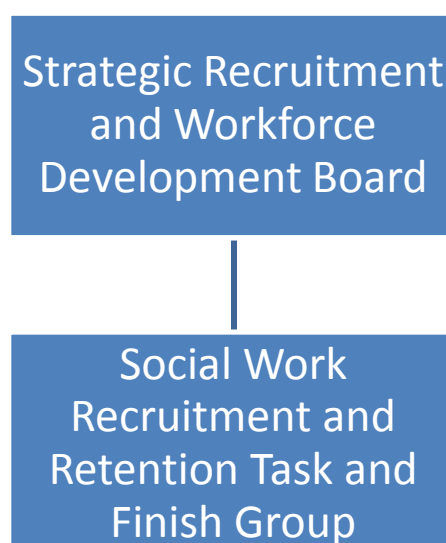 Strategic Recruitment
and Workforce
Development Board
Social Work
Recruitment and
Retention Task and
Finish Group